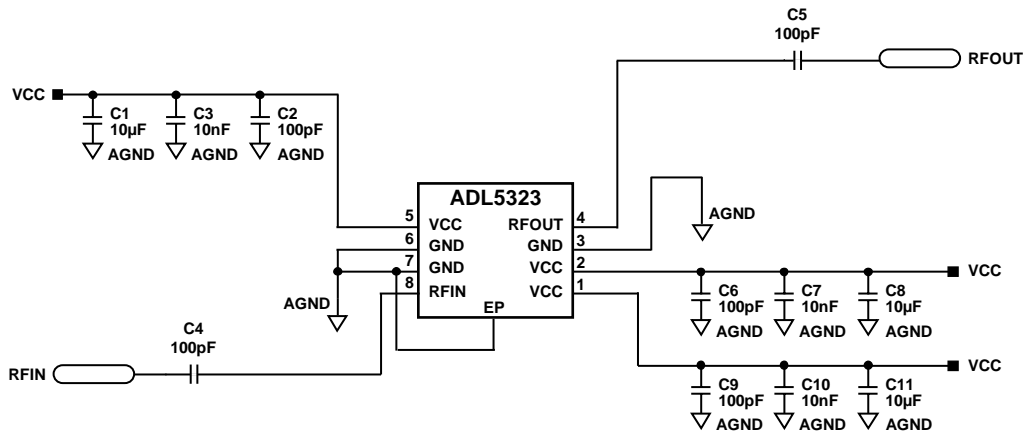 C5
100pF
RFOUT
VCC
C1
10µF
AGND
C3
10nF
AGND
C2
100pF
AGND
ADL5323
5 VCC
6 GND
7 GND
8 RFIN
RFOUT 4
GND 3
VCC 2
VCC 1
EP
AGND
AGND
VCC
C6
100pF
AGND
C7
10nF
AGND
C8
10µF
AGND
C4
100pF
RFIN
VCC
C9
100pF
AGND
C10
10nF
AGND
C11
10µF
AGND